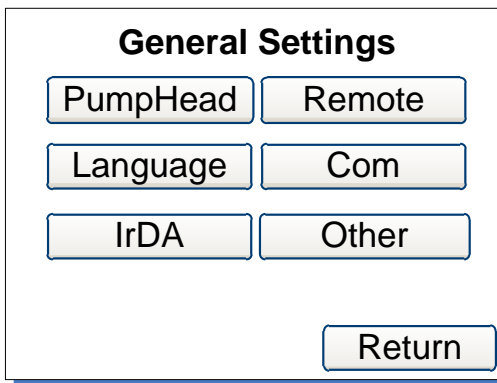 General Settings
PumpHead Remote
Language Com
IrDA Other
Return